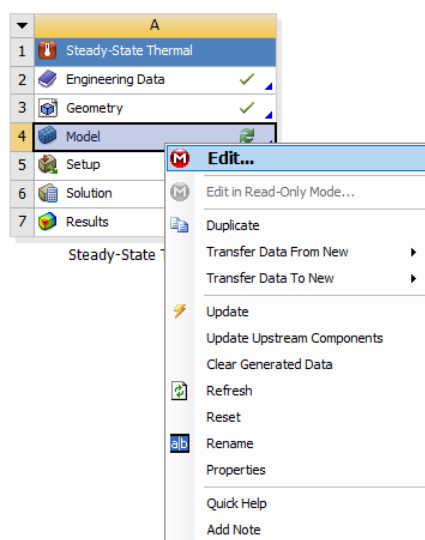 A
1 Steady-State Thermal
2 Engineering Data
3 Geometry
4 Model
5 Setup
6 Solution
7 Results
Steady-State T
Edit...
Edit in Read-Only Mode...
Duplicate
Transfer Data From New
Transfer Data To New
Update
Update Upstream Components
Clear Generated Data
Refresh
Reset
a|b Rename
Properties
Quick Help
Add Note